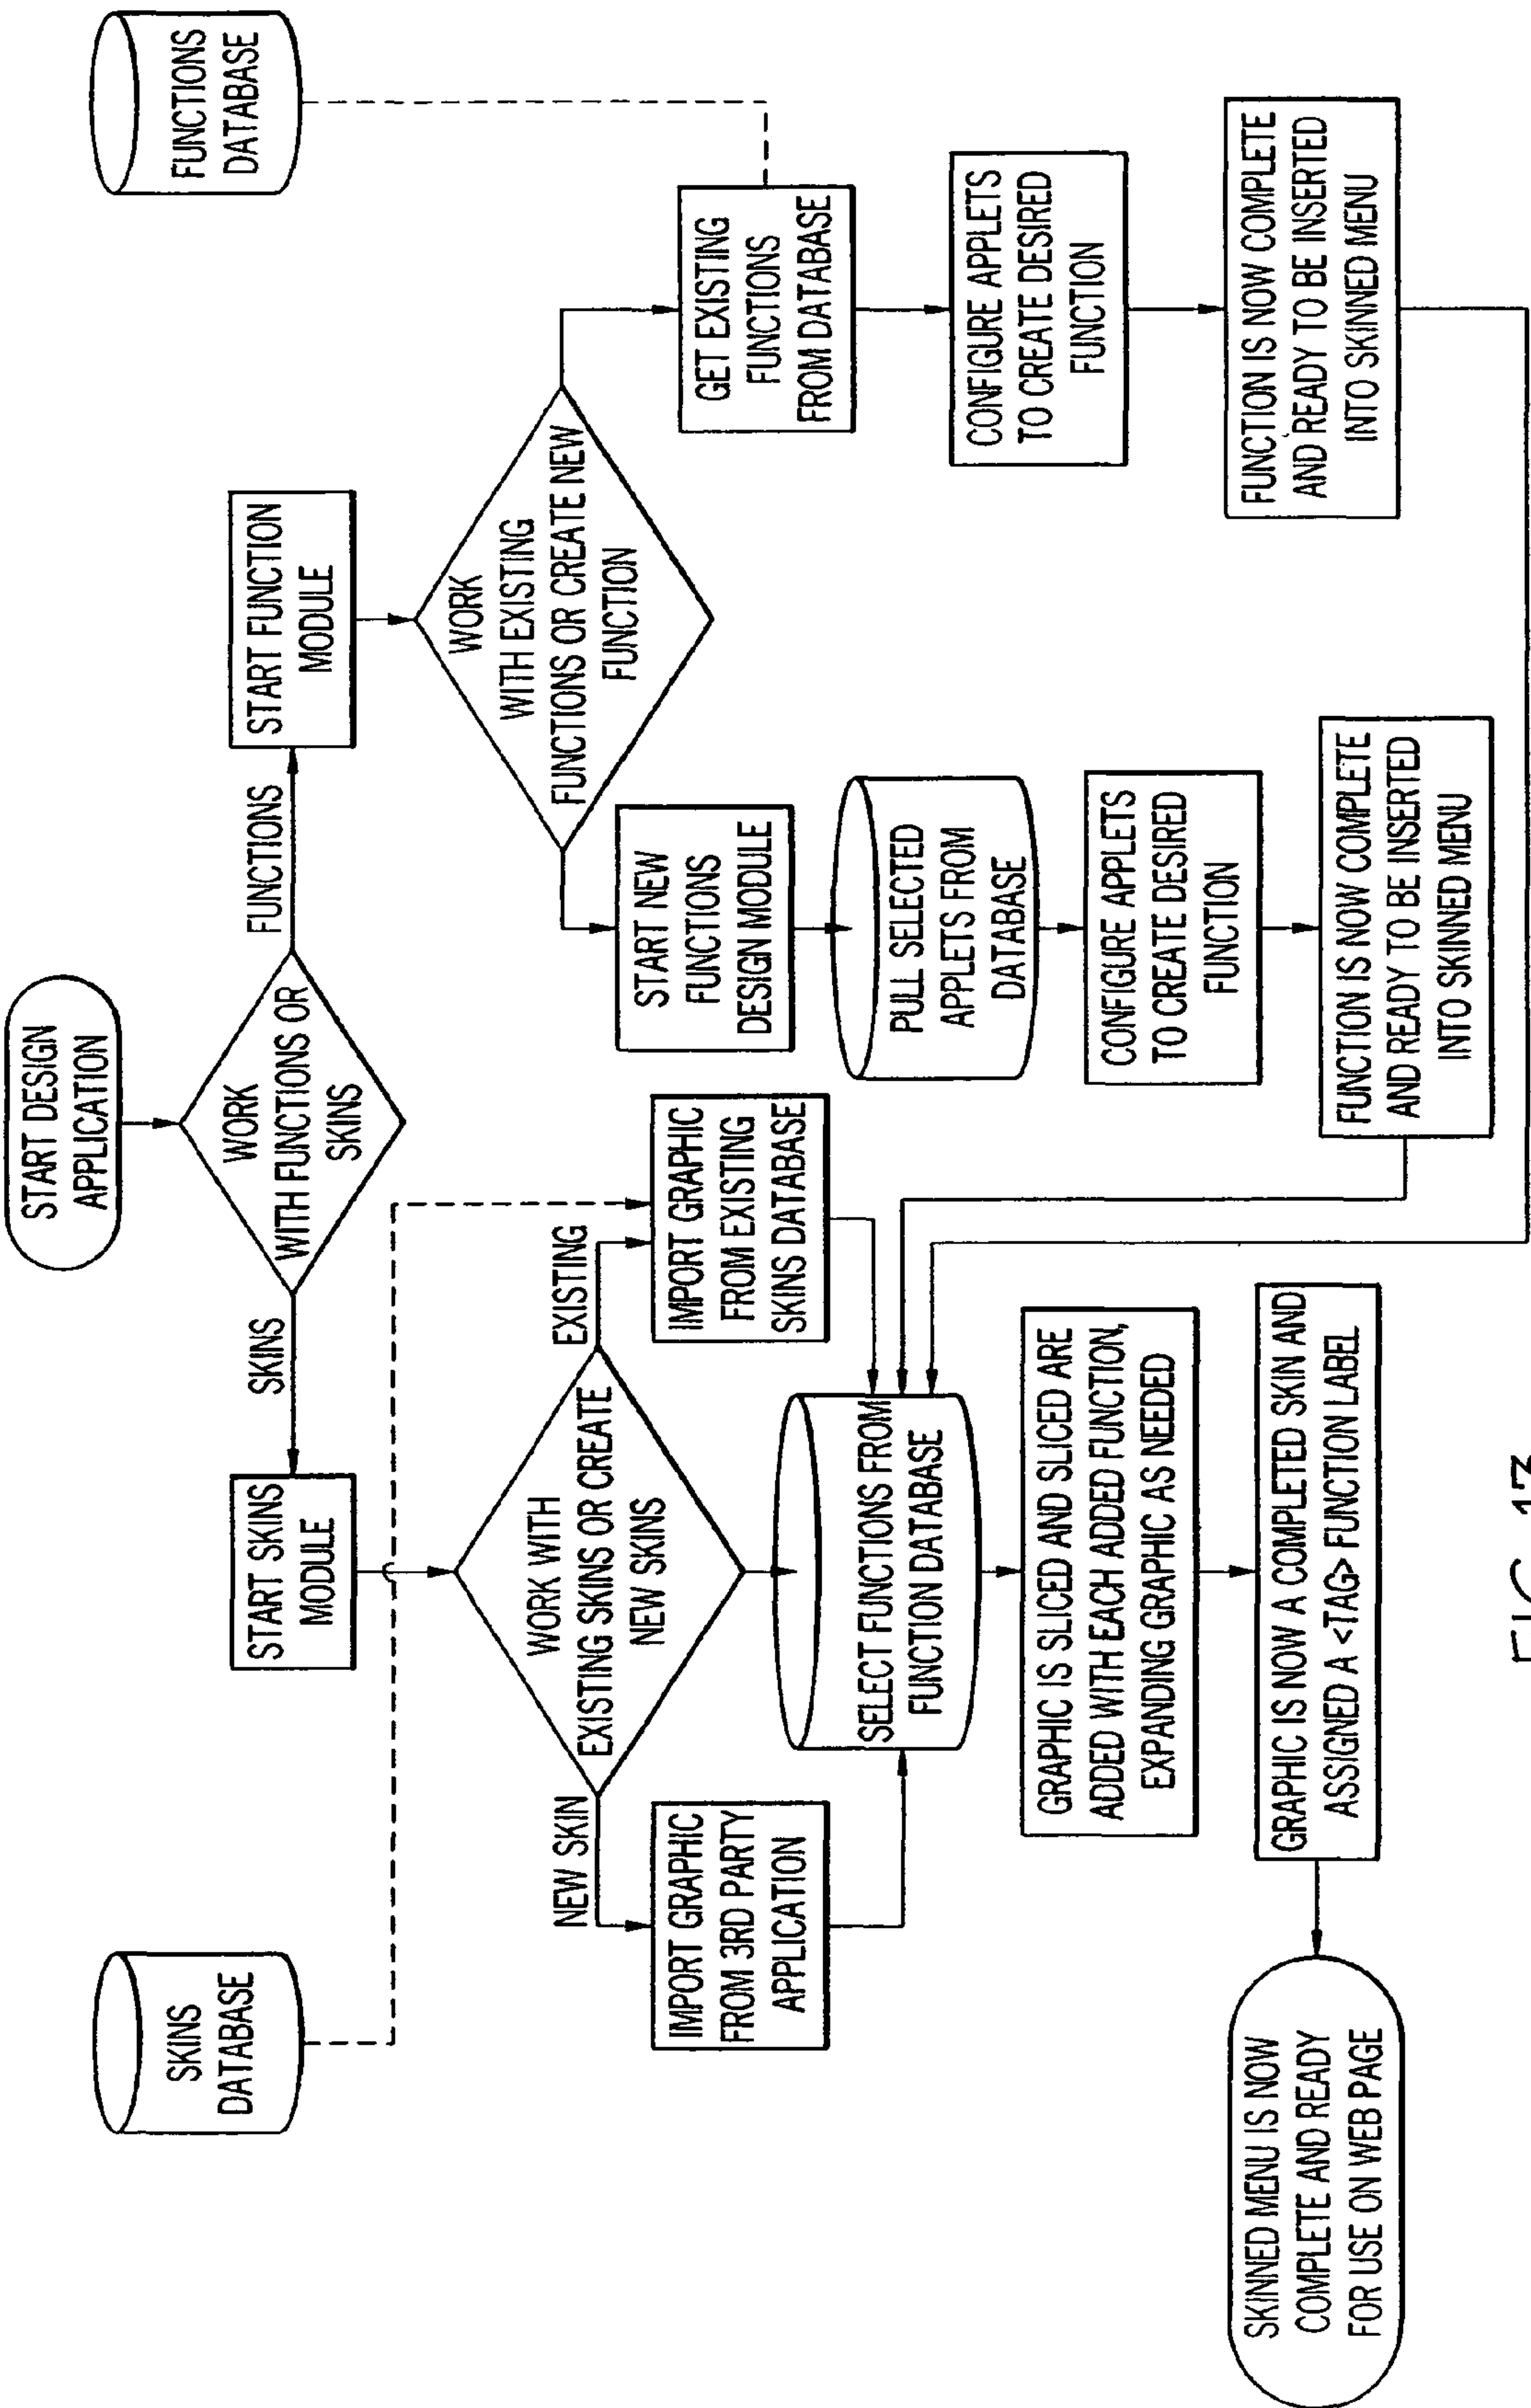 START DESIGN
APPLICATION
WORK
WITH FUNCTIONS OR
SKINS
SKINS
FUNCTIONS
SKINS
DATABASE
START SKINS
MODULE
START FUNCTION
MODULE
FUNCTIONS
DATABASE
WORK WITH
EXISTING SKINS OR CREATE
NEW SKINS
NEW SKIN
EXISTING
IMPORT GRAPHIC
FROM 3RD PARTY
APPLICATION
IMPORT GRAPHIC
FROM EXISTING
SKINS DATABASE
WORK
WITH EXISTING
FUNCTIONS OR CREATE NEW
FUNCTION
START NEW
FUNCTIONS
DESIGN MODULE
GET EXISTING
FUNCTIONS
FROM DATABASE
SELECT FUNCTIONS FROM
FUNCTION DATABASE
PULL SELECTED
APPLETS FROM
DATABASE
CONFIGURE APPLETS
TO CREATE DESIRED
FUNCTION
GRAPHIC IS SLICED AND SLICED ARE
ADDED WITH EACH ADDED FUNCTION,
EXPANDING GRAPHIC AS NEEDED
CONFIGURE APPLETS
TO CREATE DESIRED
FUNCTION
FUNCTION IS NOW COMPLETE
AND READY TO BE INSERTED
INTO SKINNED MENU
SKINNED MENU IS NOW
COMPLETE AND READY
FOR USE ON WEB PAGE
GRAPHIC IS NOW A COMPLETED SKIN AND
ASSIGNED A <TAG> FUNCTION LABEL
FUNCTION IS NOW COMPLETE
AND READY TO BE INSERTED
INTO SKINNED MENU